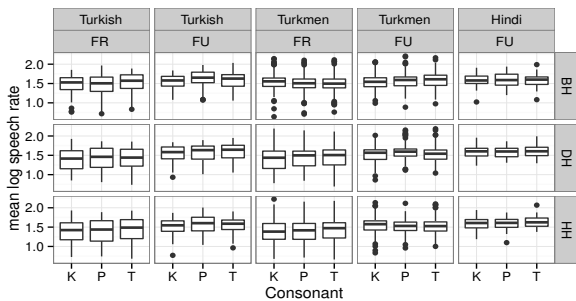 Turkish Turkish Turkmen Turkmen Hindi
FR FU FR FU FU
2.0
1.5
1.0
BH
2.0
1.5
1.0
DH
2.0
1.5
1.0
HH
mean log speech rate
K P T K P T K P T K P T K P T
Consonant